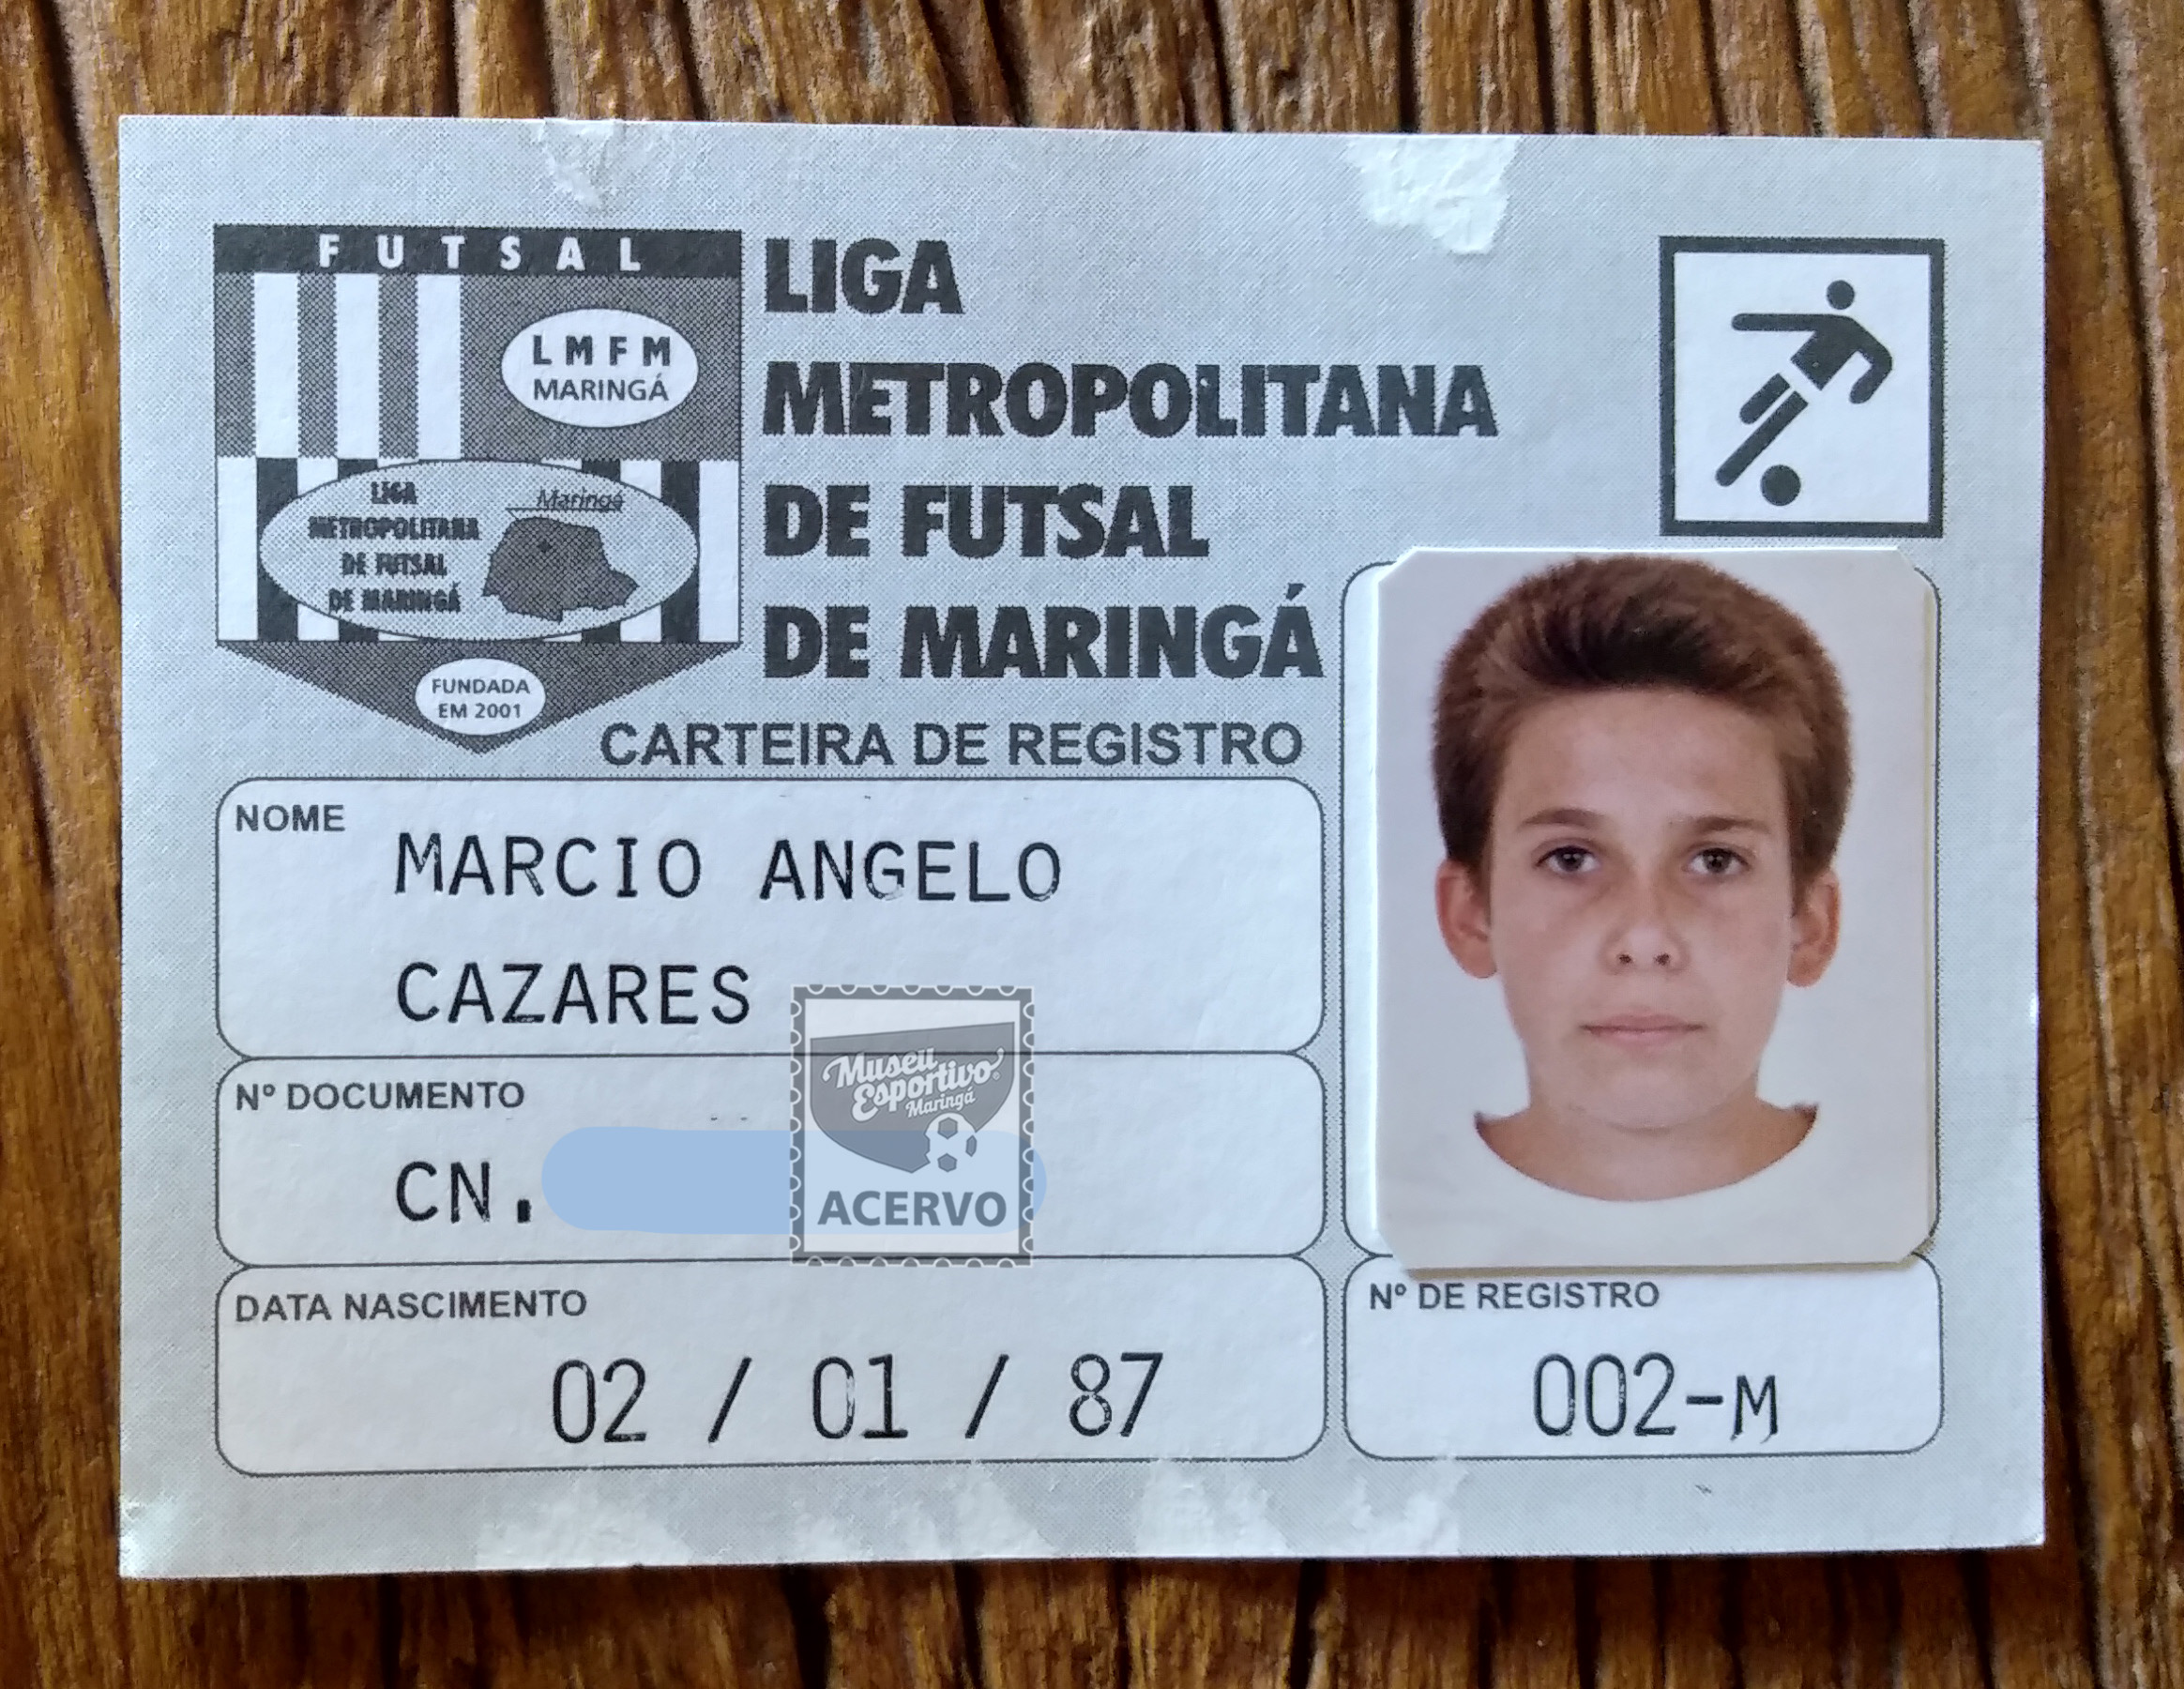 FUTSAL
LMFM
MARINGÁ
LIGA
METROPOLITANA
DE FUTSAL
DE MARINGÁ
Maringá
FUNDADA
EM 2001
LIGA
METROPOLITANA
DE FUTSAL
DE MARINGÁ
CARTEIRA DE REGISTRO
NOME
MARCIO ANGELO
CAZARES
Nº DOCUMENTO
CN.
Museu
Esportivo
Maringá
ACERVO
DATA NASCIMENTO
02 / 01 / 87
Nº DE REGISTRO
002-M